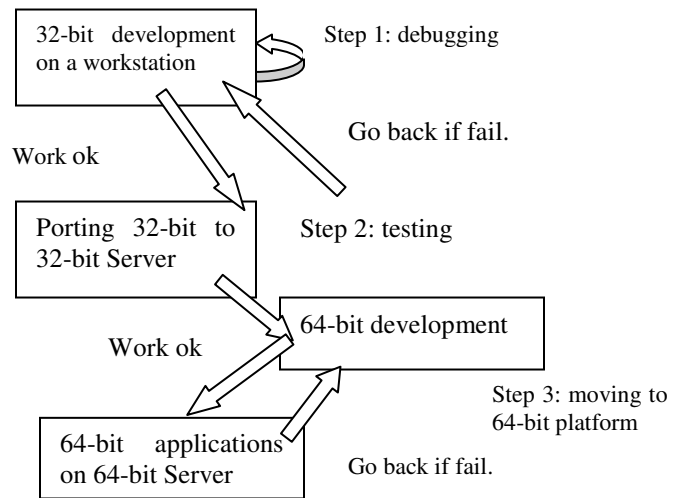 32-bit development
on a workstation
Step 1: debugging
Go back if fail.
Work ok
Porting 32-bit to
32-bit Server
Step 2: testing
64-bit development
Work ok
Step 3: moving to
64-bit platform
64-bit applications
on 64-bit Server
Go back if fail.